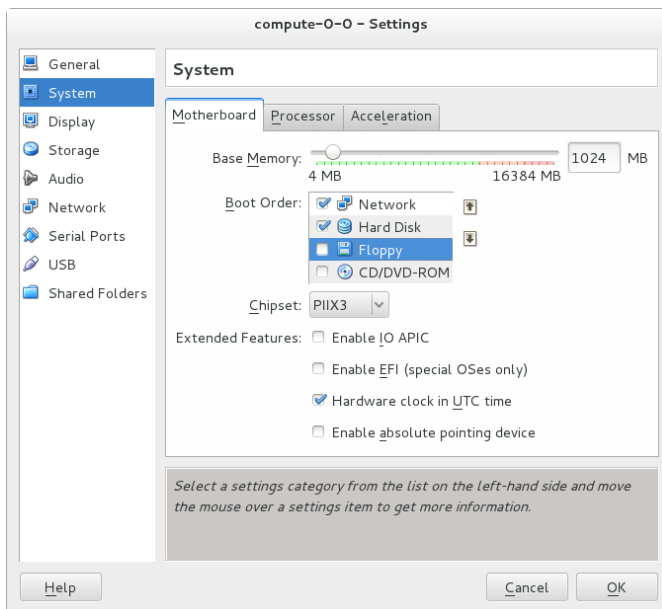 compute-0-0 – Settings
General
System
Display
Storage
Audio
Network
Serial Ports
USB
Shared Folders
System
Motherboard Processor Acceleration
Base Memory: 1024 MB
4 MB 16384 MB
Boot Order: Network
Hard Disk
Floppy
CD/DVD-ROM
Chipset: PIIX3
Extended Features: Enable IO APIC
Enable EFI (special OSes only)
Hardware clock in UTC time
Enable absolute pointing device
Select a settings category from the list on the left-hand side and move
the mouse over a settings item to get more information.
Help Cancel OK